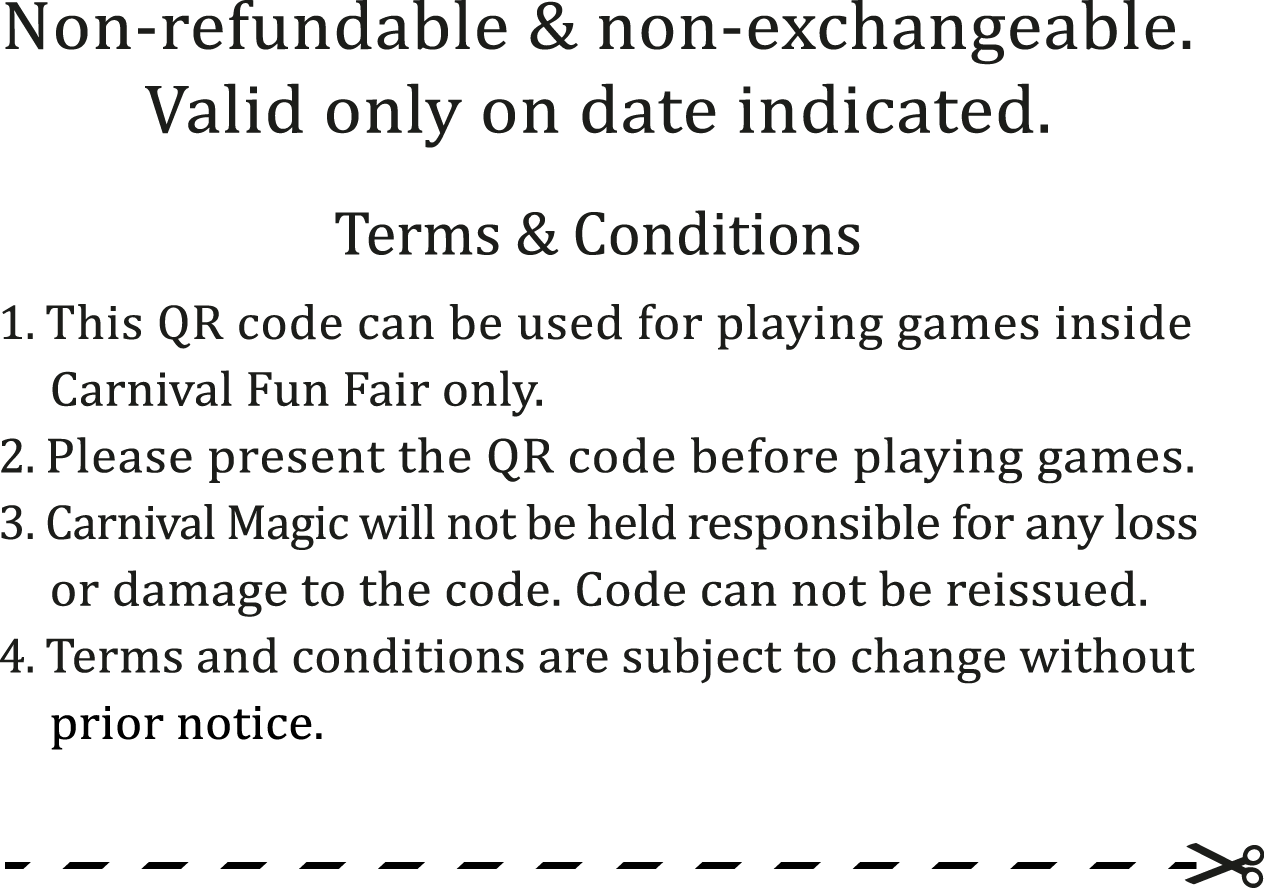 Non-refundable & non-exchangeable.
Valid only on date indicated.
Terms & Conditions
1. This QR code can be used for playing games inside
Carnival Fun Fair only.
2. Please present the QR code before playing games.
3. Carnival Magic will not be held responsible for any loss
or damage to the code. Code can not be reissued.
4. Terms and conditions are subject to change without
prior notice.